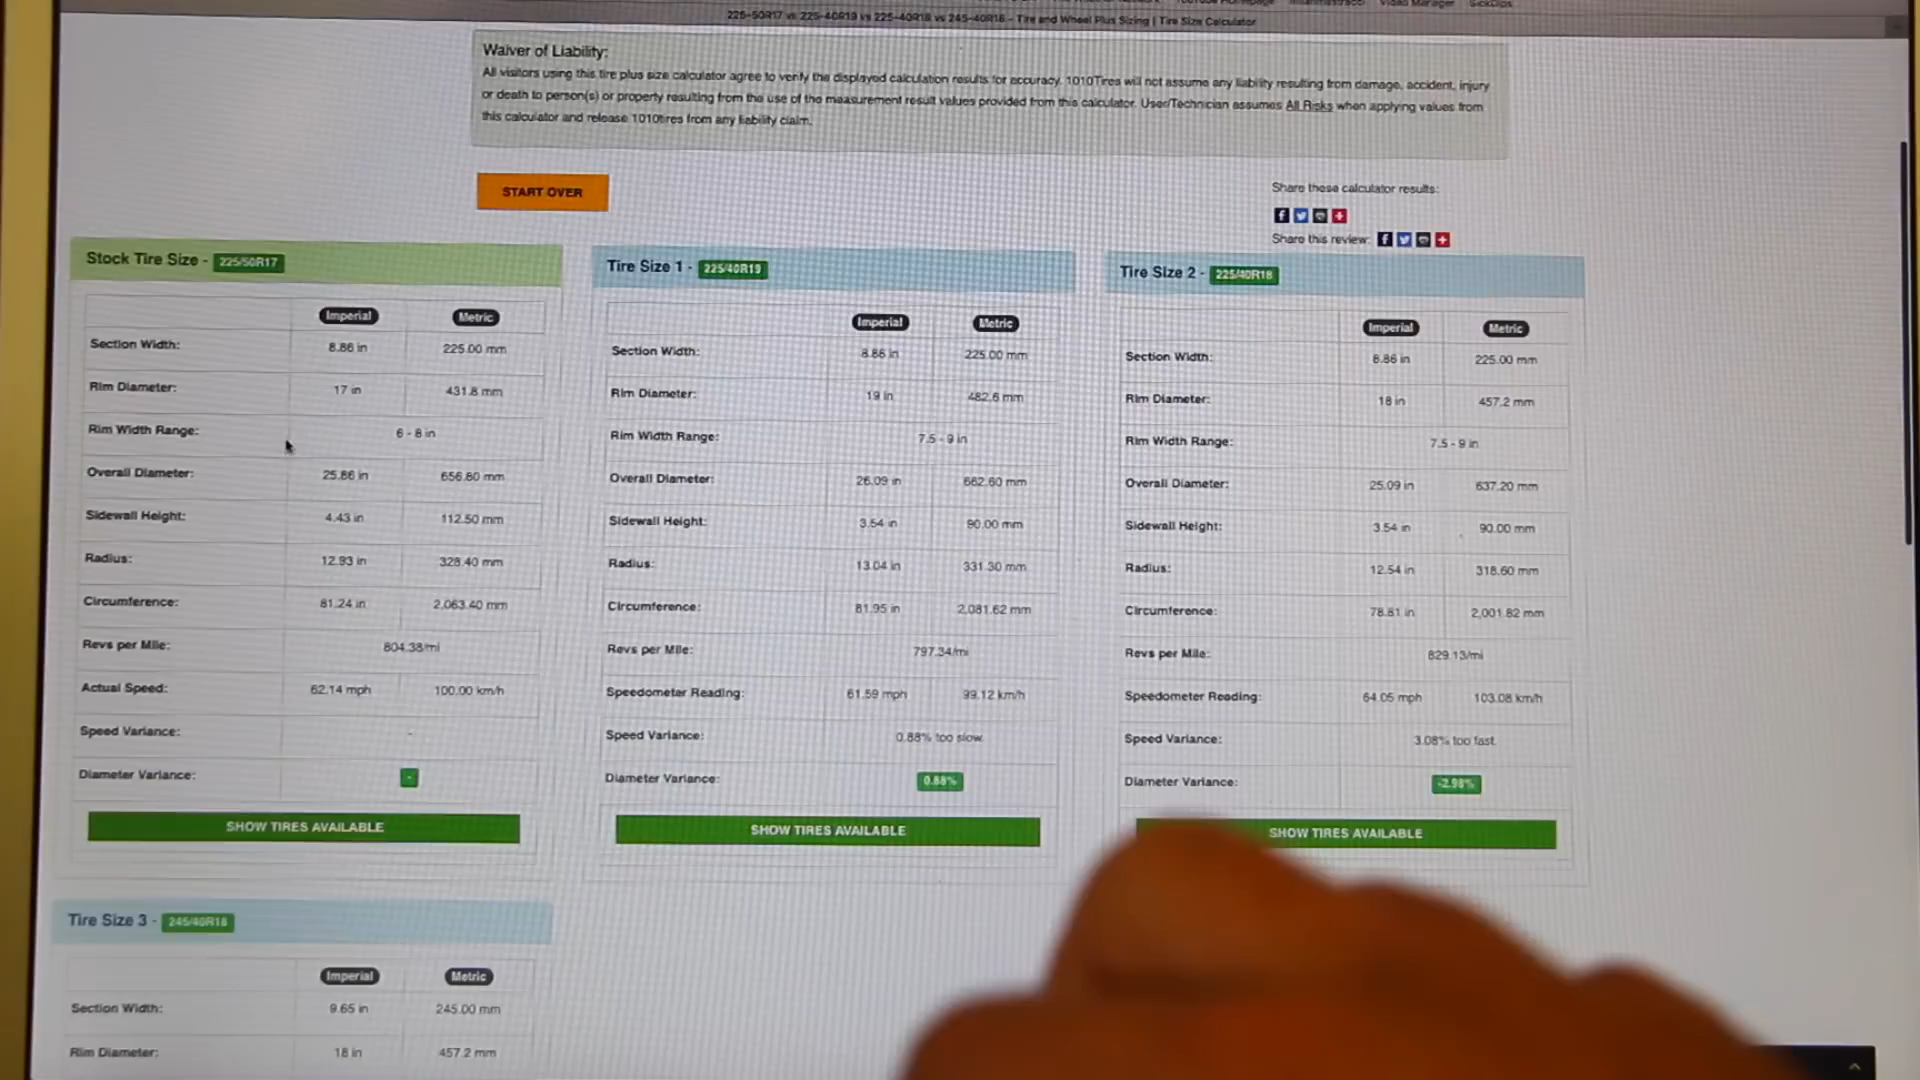 225-50R17 vs 225-40R19 vs 225-40R18 vs 245-40R18 - Tire and Wheel Plus Sizing | Tire Size Calculator
Waiver of Liability:
All visitors using this tire plus size calculator agree to verify the displayed calculation results for accuracy. 1010Tires will not assume any liability resulting from damage, accident, injury
or death to person(s) or property resulting from the use of the measurement result values provided from this calculator. User/Technician assumes All Risks when applying values from
this calculator and release 1010tires from any liability claim.
START OVER
Share these calculator results:
Share this review:
Stock Tire Size - 225/50R17
Imperial Metric
Section Width: 8.86 in 225.00 mm
Rim Diameter: 17 in 431.8 mm
Rim Width Range: 6 - 8 in
Overall Diameter: 25.86 in 656.80 mm
Sidewall Height: 4.43 in 112.50 mm
Radius: 12.93 in 328.40 mm
Circumference: 81.24 in 2,063.40 mm
Revs per Mile: 804.38/mi
Actual Speed: 62.14 mph 100.00 km/h
Speed Variance: -
Diameter Variance: -
SHOW TIRES AVAILABLE
Tire Size 1 - 225/40R19
Imperial Metric
Section Width: 8.86 in 225.00 mm
Rim Diameter: 19 in 482.6 mm
Rim Width Range: 7.5 - 9 in
Overall Diameter: 26.09 in 662.60 mm
Sidewall Height: 3.54 in 90.00 mm
Radius: 13.04 in 331.30 mm
Circumference: 81.95 in 2,081.62 mm
Revs per Mile: 797.34/mi
Speedometer Reading: 61.59 mph 99.12 km/h
Speed Variance: 0.88% too slow
Diameter Variance: 0.88%
SHOW TIRES AVAILABLE
Tire Size 2 - 225/40R18
Imperial Metric
Section Width: 8.86 in 225.00 mm
Rim Diameter: 18 in 457.2 mm
Rim Width Range: 7.5 - 9 in
Overall Diameter: 25.09 in 637.20 mm
Sidewall Height: 3.54 in 90.00 mm
Radius: 12.54 in 318.60 mm
Circumference: 78.81 in 2,001.82 mm
Revs per Mile: 829.13/mi
Speedometer Reading: 64.05 mph 103.08 km/h
Speed Variance: 3.08% too fast
Diameter Variance: -2.98%
SHOW TIRES AVAILABLE
Tire Size 3 - 245/40R18
Imperial Metric
Section Width: 9.65 in 245.00 mm
Rim Diameter: 18 in 457.2 mm